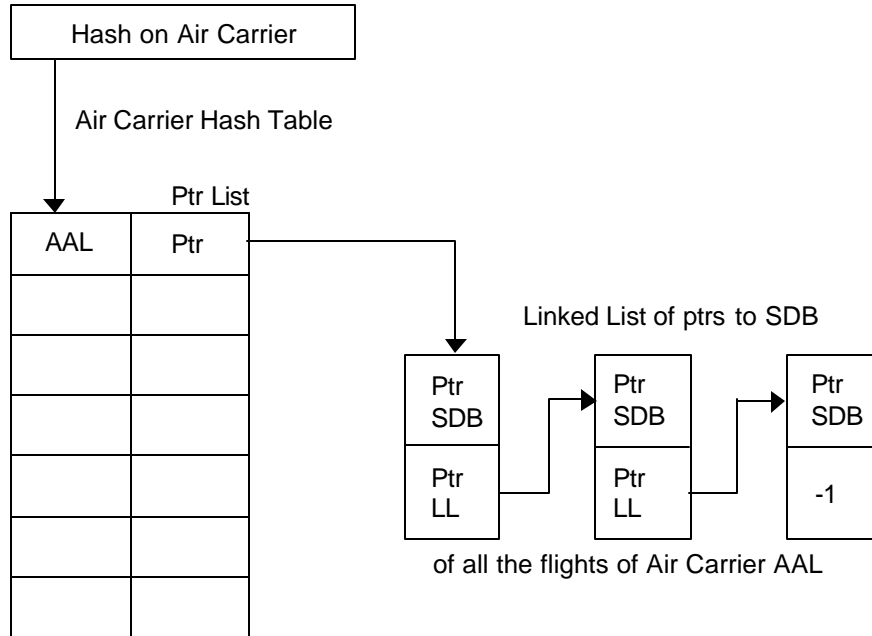 Hash on Air Carrier
Air Carrier Hash Table
Ptr List
AAL
Ptr
Linked List of ptrs to SDB
Ptr
SDB
Ptr
LL
Ptr
SDB
Ptr
LL
Ptr
SDB
-1
of all the flights of Air Carrier AAL